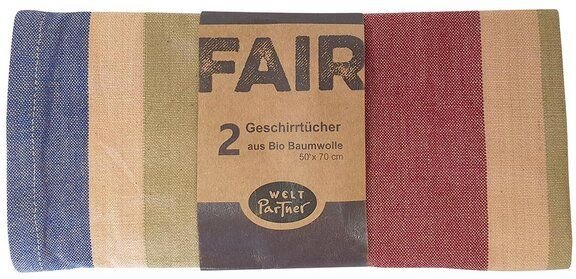 FAIR
2 Geschirrtücher
aus Bio Baumwolle
50*x 70 cm
WELT
PartNer